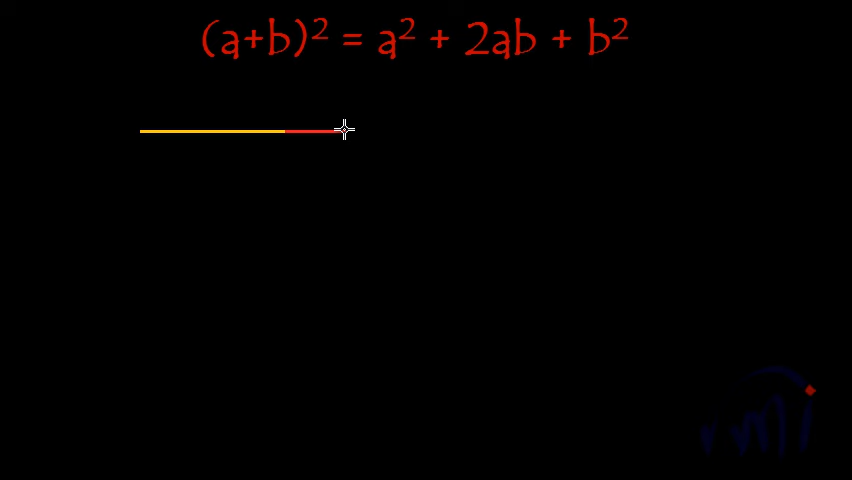 (a+b)² = a² + 2ab + b²